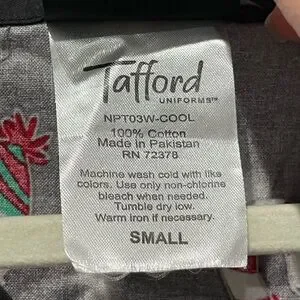 Tafford
UNIFORMS™
NPT03W-COOL
100% Cotton
Made in Pakistan
RN 72378
Machine wash cold with like
colors. Use only non-chlorine
bleach when needed.
Tumble dry low.
Warm iron if necessary.
SMALL